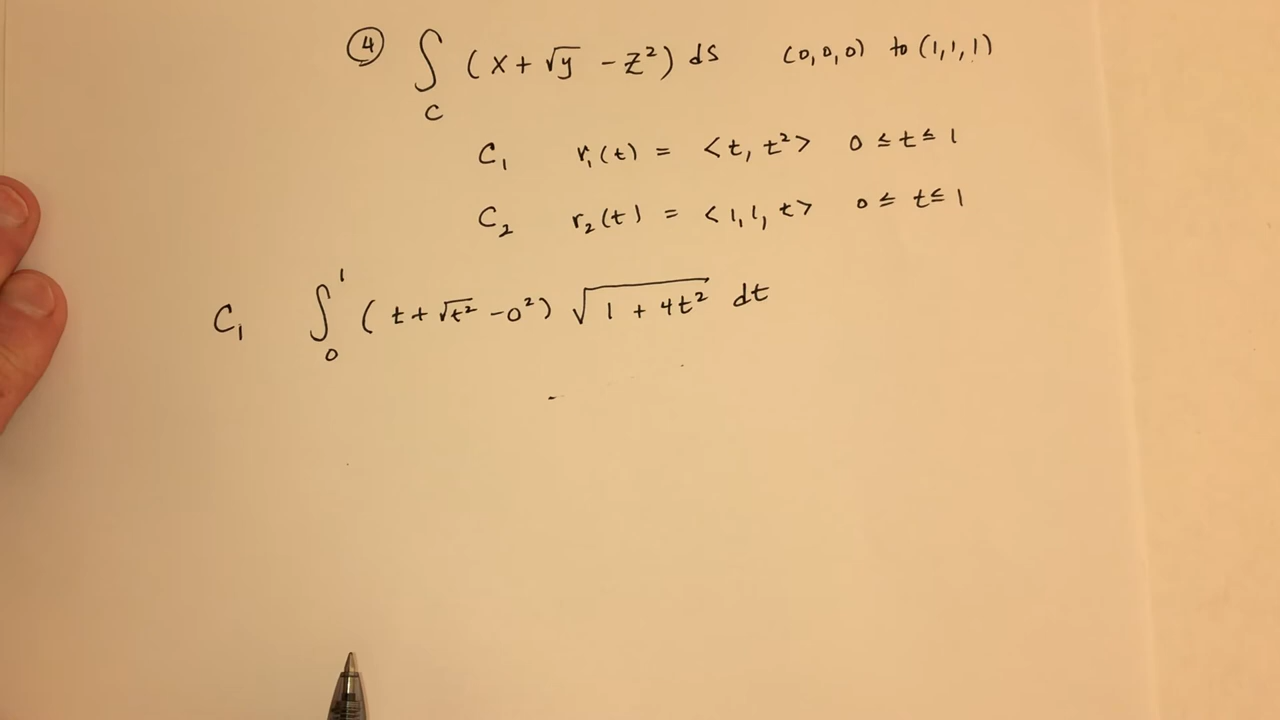 ④ ∫_C (x + √y - z²) ds (0,0,0) to (1,1,1)
C₁ r₁(t) = <t, t²> 0 ≤ t ≤ 1
C₂ r₂(t) = <1, 1, t> 0 ≤ t ≤ 1
C₁ ∫₀¹ (t + √t² - 0²) √(1 + 4t²) dt